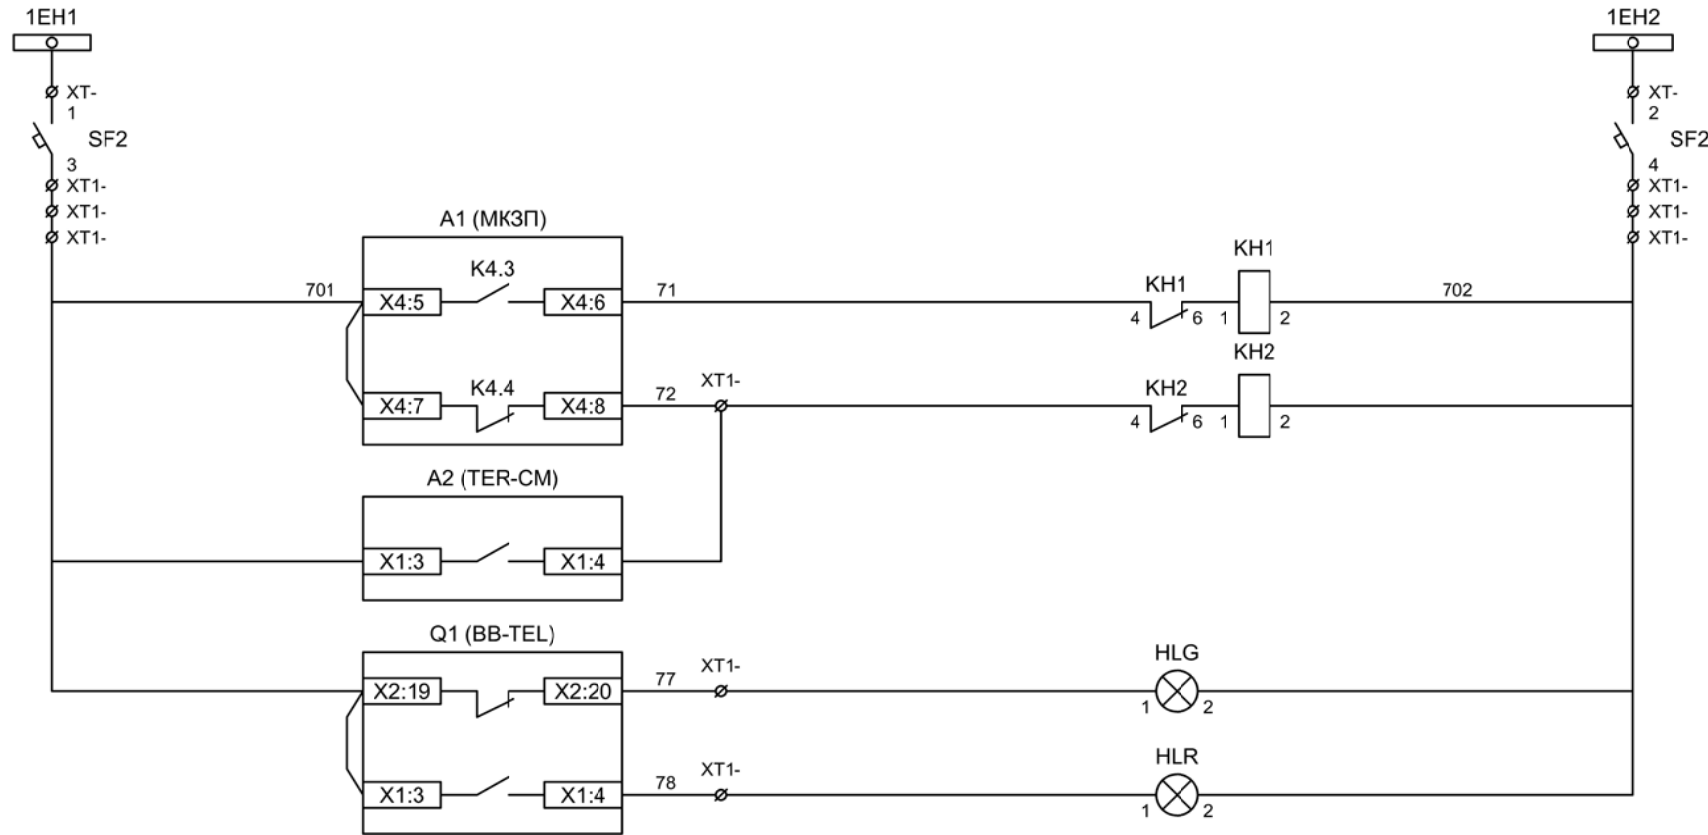 1EH1
1EH2
XT-
1
SF2
3
XT1-
XT1-
XT1-
XT-
2
SF2
4
XT1-
XT1-
XT1-
A1 (МКЗП)
701
X4:5
K4.3
X4:6
71
KH1
4
6
KH1
1
2
702
X4:7
K4.4
X4:8
72
XT1-
KH2
4
6
KH2
1
2
A2 (TER-CM)
X1:3
X1:4
Q1 (BB-TEL)
X2:19
X2:20
77
XT1-
HLG
1
2
X1:3
X1:4
78
XT1-
HLR
1
2